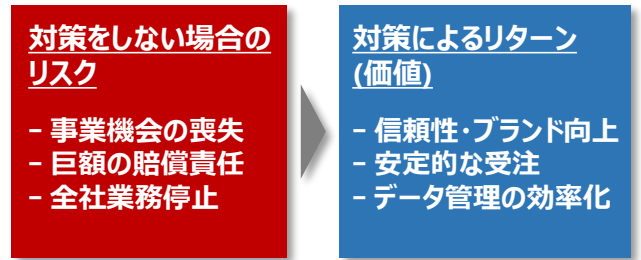 対策をしない場合の
リスク
− 事業機会の喪失
− 巨額の賠償責任
− 全社業務停止
対策によるリターン
(価値)
− 信頼性・ブランド向上
− 安定的な受注
− データ管理の効率化